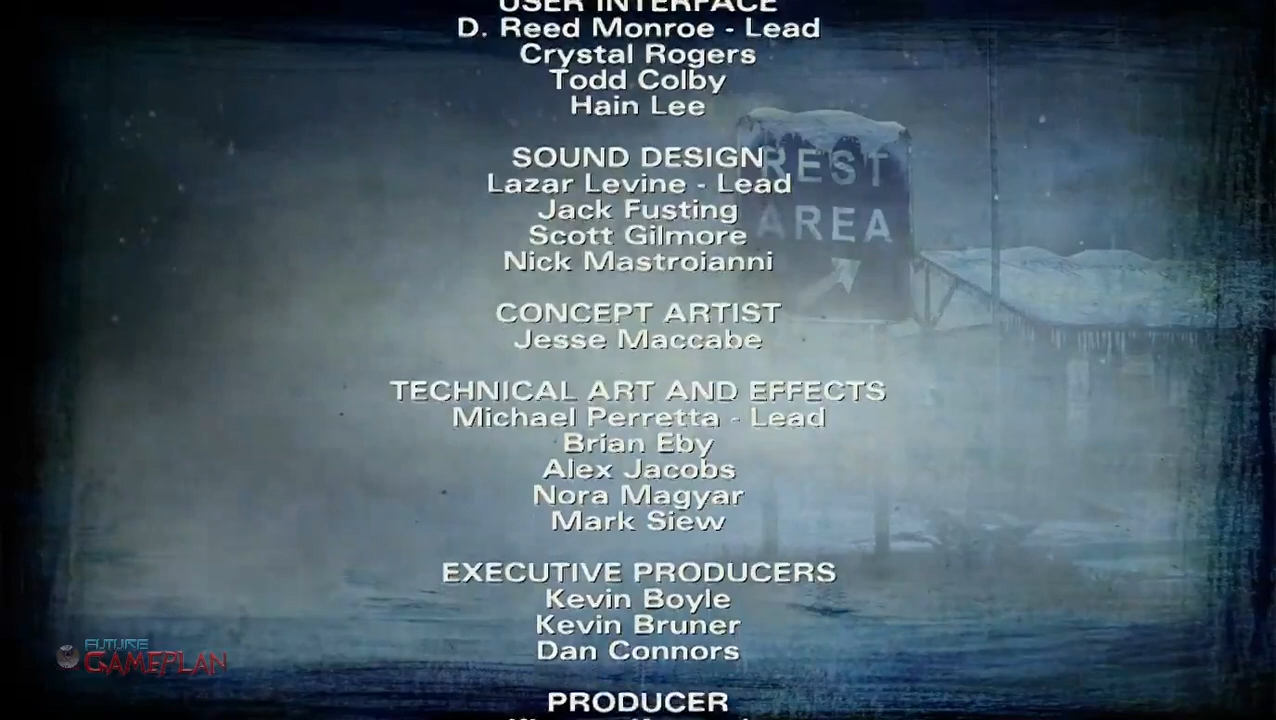 USER INTERFACE
D. Reed Monroe - Lead
Crystal Rogers
Todd Colby
Hain Lee
SOUND DESIGN
Lazar Levine - Lead
Jack Fusting
Scott Gilmore
Nick Mastroianni
CONCEPT ARTIST
Jesse Maccabe
TECHNICAL ART AND EFFECTS
Michael Perretta - Lead
Brian Eby
Alex Jacobs
Nora Magyar
Mark Siew
EXECUTIVE PRODUCERS
Kevin Boyle
Kevin Bruner
Dan Connors
PRODUCER
REST
AREA
FUTURE
GAMEPLAN